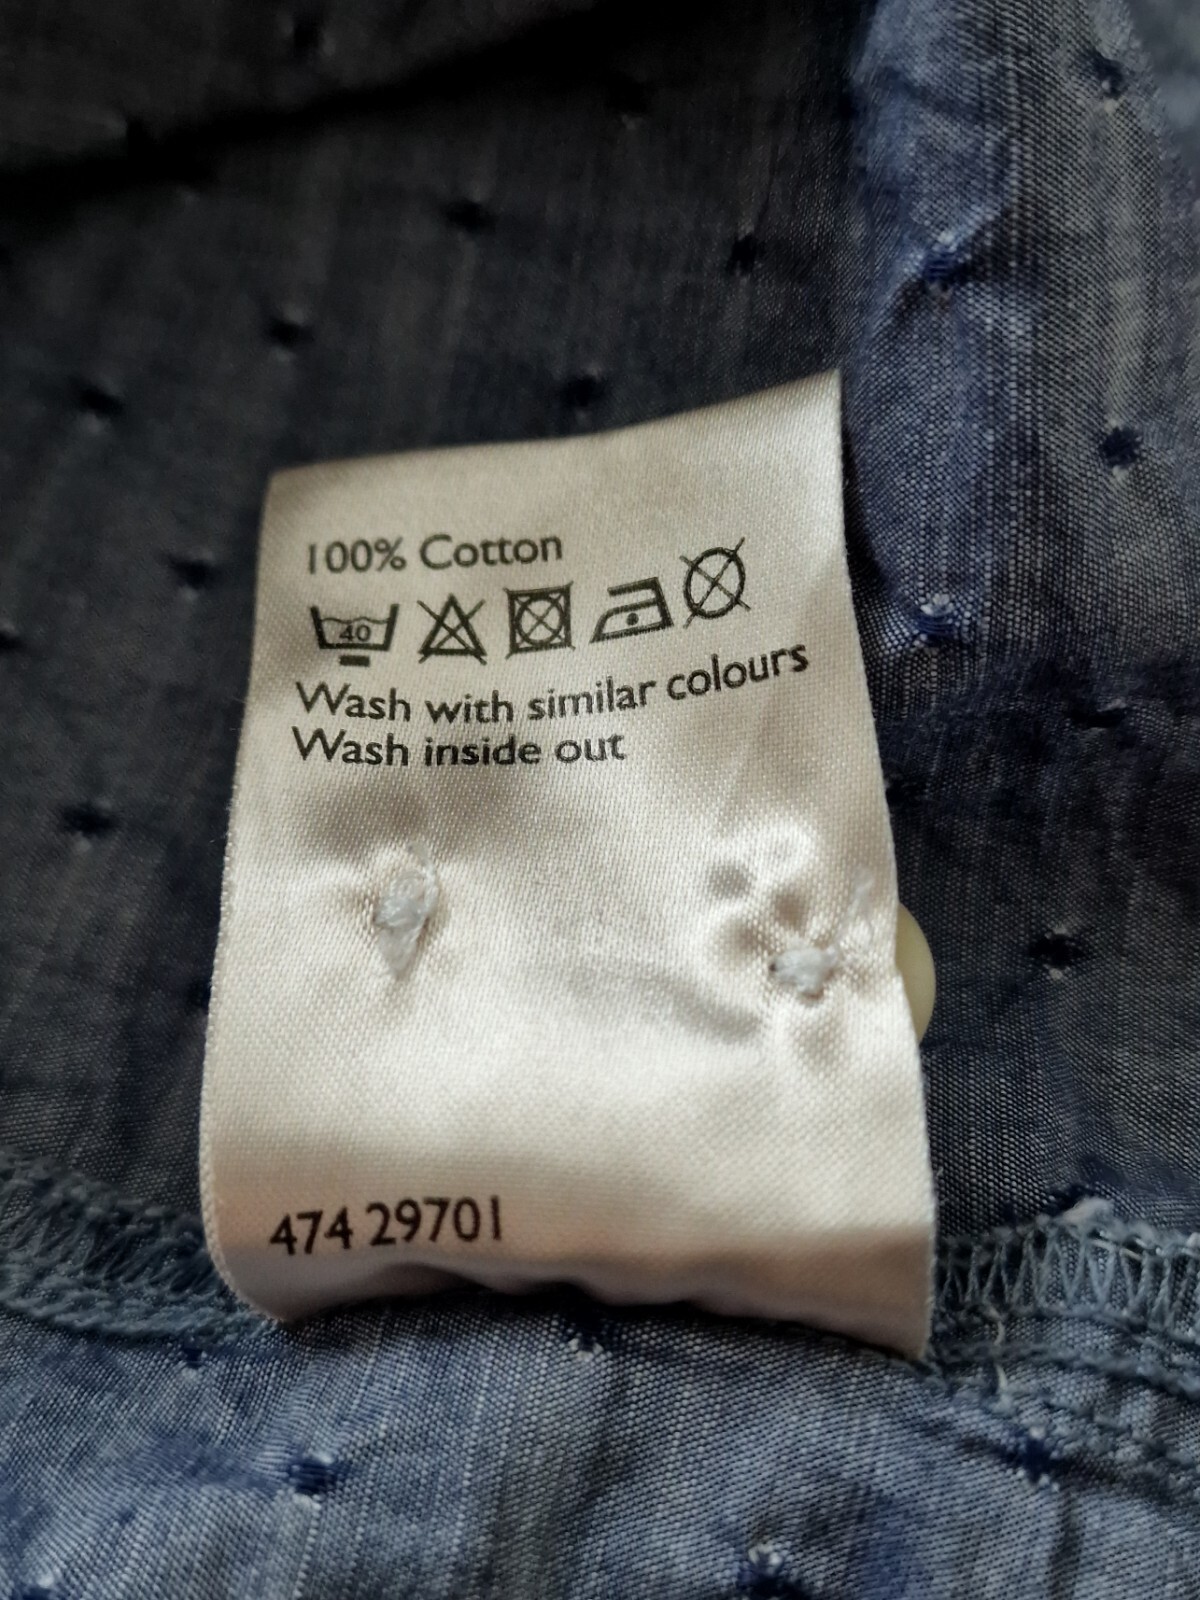 100% Cotton
40
Wash with similar colours
Wash inside out
474 29701